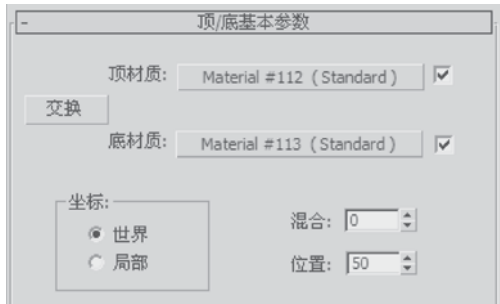 - 顶/底基本参数
顶材质: Material #112 ( Standard )
交换
底材质: Material #113 ( Standard )
坐标:
世界
局部
混合: 0
位置: 50